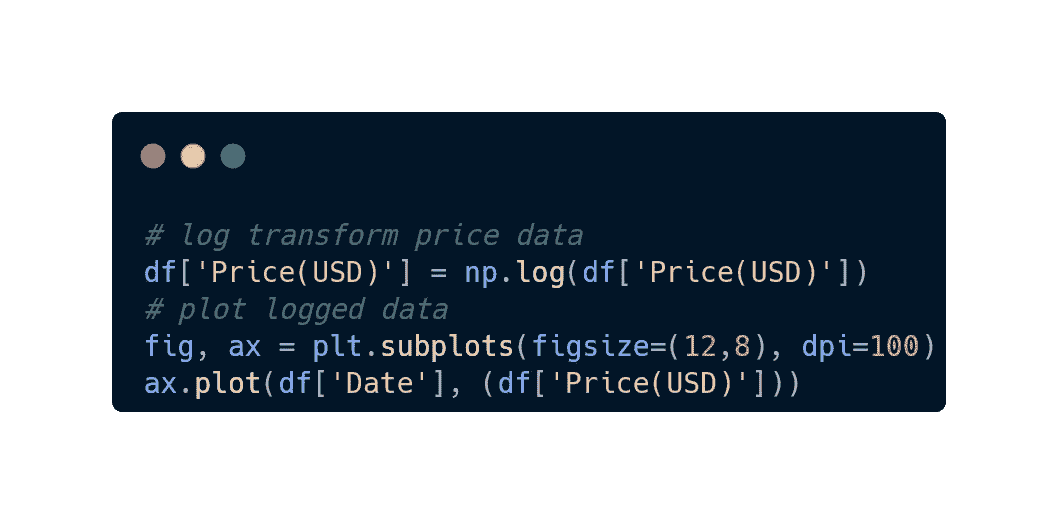 # log transform price data
df['Price(USD)'] = np.log(df['Price(USD)'])
# plot logged data
fig, ax = plt.subplots(figsize=(12,8), dpi=100)
ax.plot(df['Date'], (df['Price(USD)']))